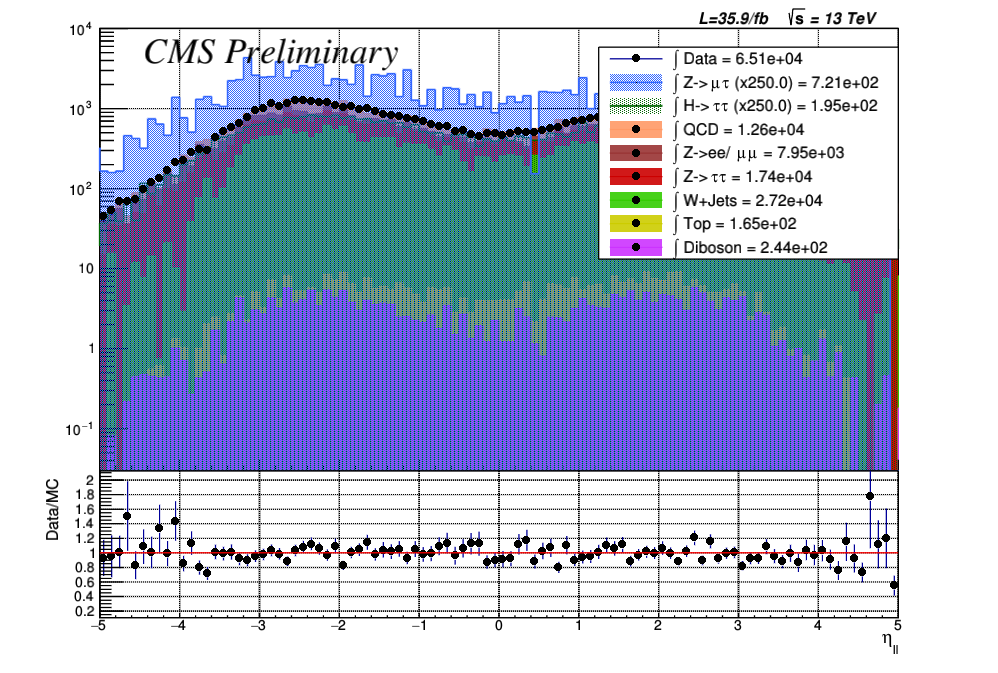 L=35.9/fb √s = 13 TeV
CMS Preliminary
∫ Data = 6.51e+04
∫ Z->μτ (x250.0) = 7.21e+02
∫ H->ττ (x250.0) = 1.95e+02
∫ QCD = 1.26e+04
∫ Z->ee/ μμ = 7.95e+03
∫ Z->ττ = 1.74e+04
∫ W+Jets = 2.72e+04
∫ Top = 1.65e+02
∫ Diboson = 2.44e+02
10⁴
10³
10²
10
1
10⁻¹
Data/MC
2
1.8
1.6
1.4
1.2
1
0.8
0.6
0.4
0.2
−5 −4 −3 −2 −1 0 1 2 3 4 5
η_ll